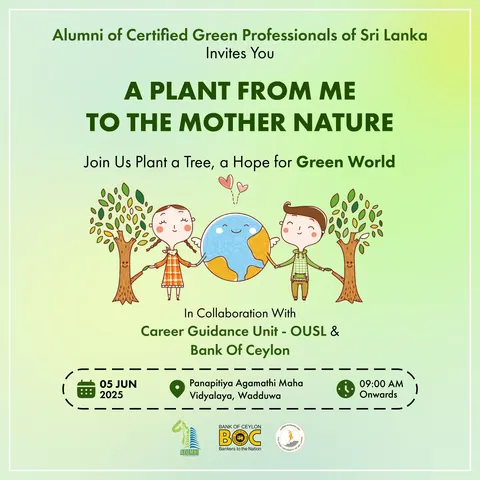 Alumni of Certified Green Professionals of Sri Lanka
Invites You
A PLANT FROM ME
TO THE MOTHER NATURE
Join Us Plant a Tree, a Hope for Green World
In Collaboration With
Career Guidance Unit - OUSL &
Bank Of Ceylon
05 JUN
2025
Panapitiya Agamathi Maha
Vidyalaya, Wadduwa
09:00 AM
Onwards
BANK OF CEYLON
BOC
Bankers to the Nation